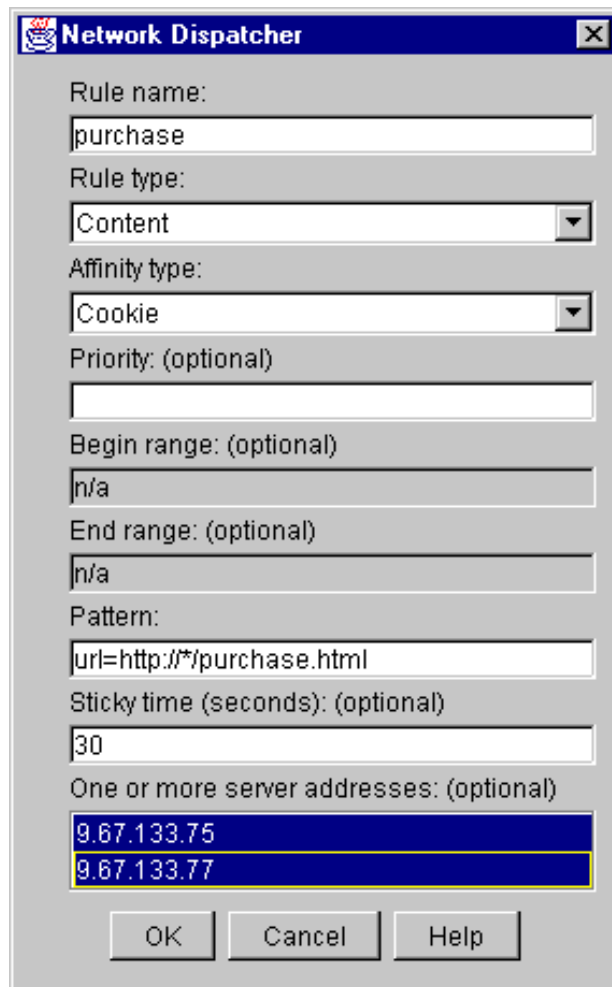 Network Dispatcher
Rule name:
purchase
Rule type:
Content
Affinity type:
Cookie
Priority: (optional)
Begin range: (optional)
n/a
End range: (optional)
n/a
Pattern:
url=http://*/purchase.html
Sticky time (seconds): (optional)
30
One or more server addresses: (optional)
9.67.133.75
9.67.133.77
OK Cancel Help